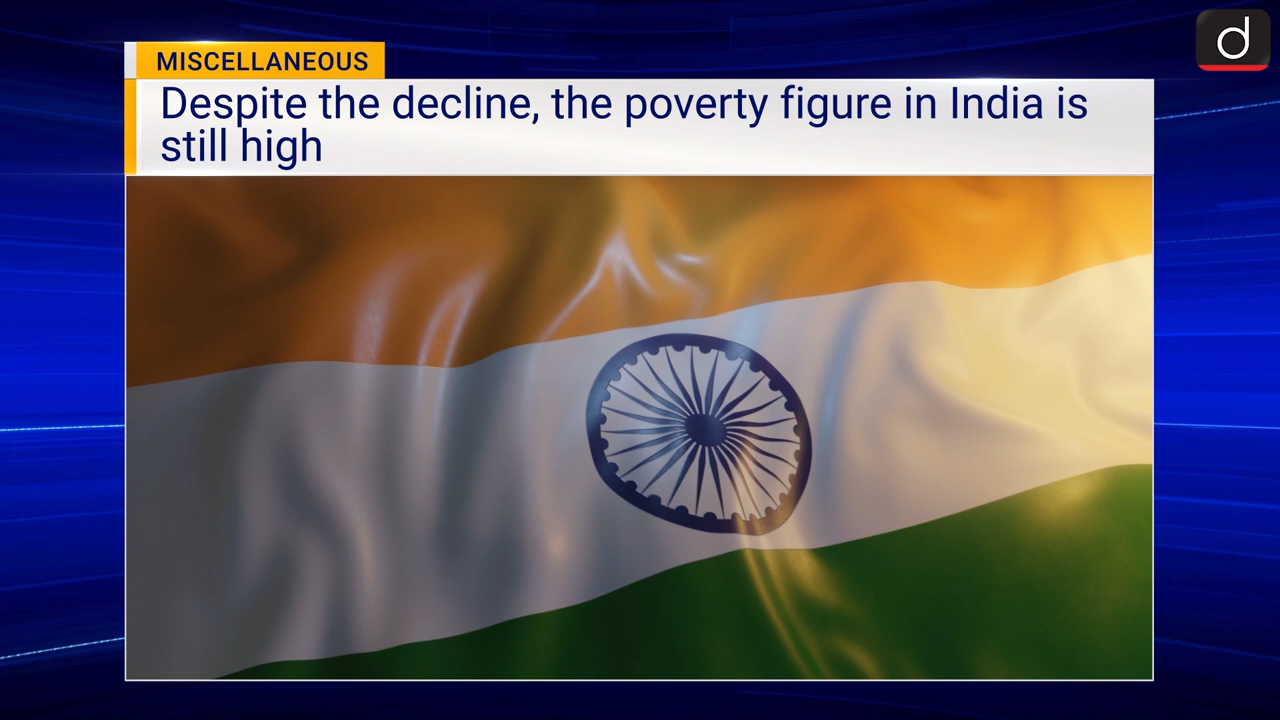 MISCELLANEOUS
Despite the decline, the poverty figure in India is
still high
d